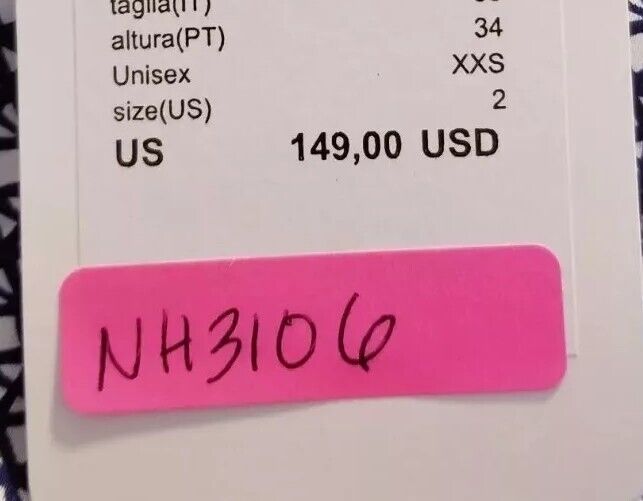 taglia(IT)
altura(PT) 34
Unisex XXS
size(US) 2
US 149,00 USD
NH3106